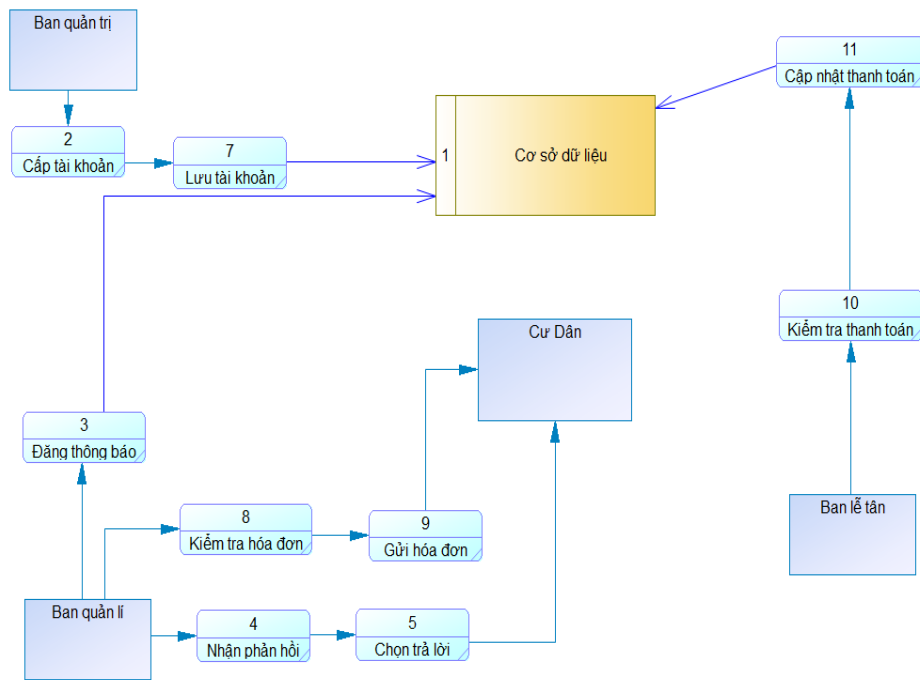 Ban quản trị
11
Cập nhật thanh toán
2
Cấp tài khoản
7
Lưu tài khoản
1
Cơ sở dữ liệu
10
Kiểm tra thanh toán
Cư Dân
3
Đăng thông báo
8
Kiểm tra hóa đơn
9
Gửi hóa đơn
Ban lễ tân
Ban quản lí
4
Nhận phản hồi
5
Chọn trả lời